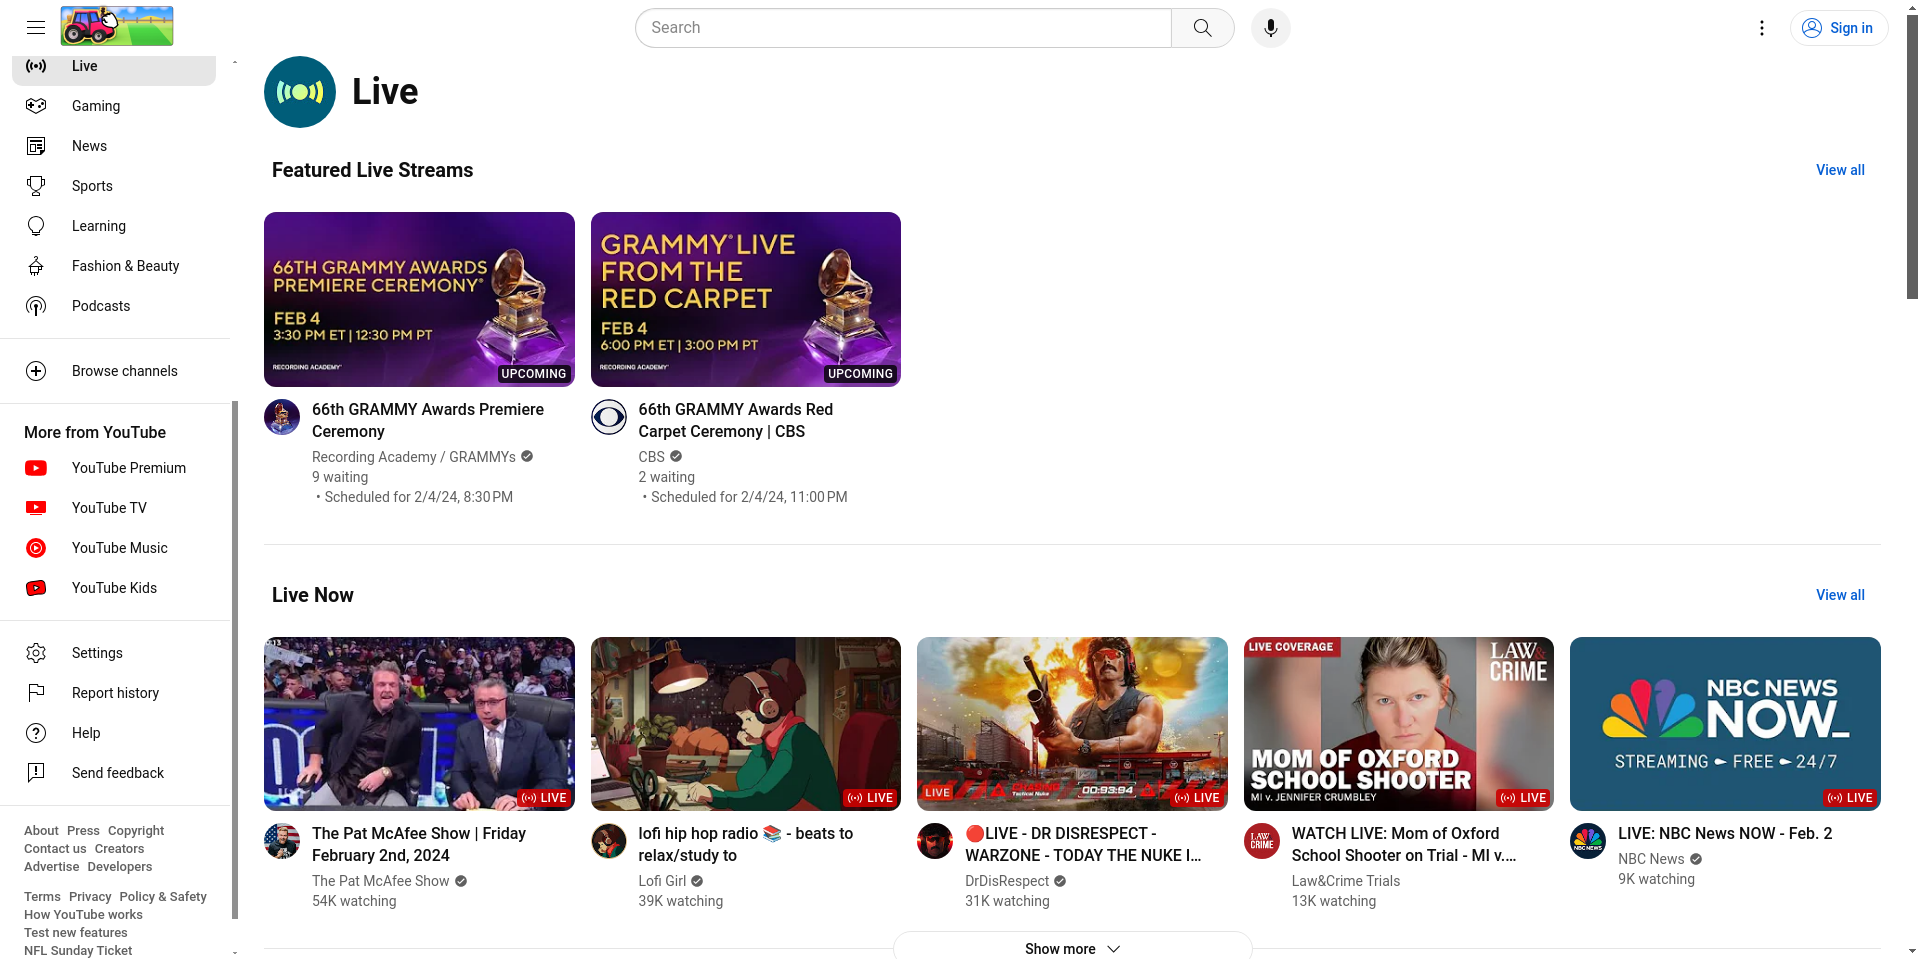 Search
Sign in
Live
Gaming
News
Sports
Learning
Fashion & Beauty
Podcasts
Browse channels
More from YouTube
YouTube Premium
YouTube TV
YouTube Music
YouTube Kids
Settings
Report history
Help
Send feedback
About Press Copyright
Contact us Creators
Advertise Developers
Terms Privacy Policy & Safety
How YouTube works
Test new features
NFL Sunday Ticket
Live
Featured Live Streams
View all
66TH GRAMMY AWARDS
PREMIERE CEREMONY®
FEB 4
3:30 PM ET | 12:30 PM PT
RECORDING ACADEMY®
UPCOMING
66th GRAMMY Awards Premiere
Ceremony
Recording Academy / GRAMMYs
9 waiting
• Scheduled for 2/4/24, 8:30 PM
GRAMMY® LIVE
FROM THE
RED CARPET
FEB 4
6:00 PM ET | 3:00 PM PT
RECORDING ACADEMY®
UPCOMING
66th GRAMMY Awards Red
Carpet Ceremony | CBS
CBS
2 waiting
• Scheduled for 2/4/24, 11:00 PM
Live Now
View all
LIVE
The Pat McAfee Show | Friday
February 2nd, 2024
The Pat McAfee Show
54K watching
LIVE
lofi hip hop radio 📚 - beats to
relax/study to
Lofi Girl
39K watching
LIVE
00:93:94
LIVE
🔴LIVE - DR DISRESPECT -
WARZONE - TODAY THE NUKE I...
DrDisRespect
31K watching
LIVE COVERAGE
LAW&
CRIME
MOM OF OXFORD
SCHOOL SHOOTER
MI V. JENNIFER CRUMBLEY
LIVE
LAW&
CRIME
WATCH LIVE: Mom of Oxford
School Shooter on Trial - MI v....
Law&Crime Trials
13K watching
NBC NEWS
NOW_
STREAMING FREE 24/7
LIVE
NBC NEWS
LIVE: NBC News NOW - Feb. 2
NBC News
9K watching
Show more